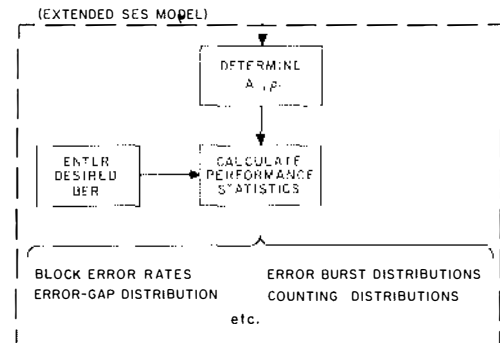 (EXTENDED SES MODEL)
DETERMINE
ENTER
DESIRED
BER
CALCULATE
PERFORMANCE
STATISTICS
BLOCK ERROR RATES
ERROR-GAP DISTRIBUTION
ERROR BURST DISTRIBUTIONS
COUNTING DISTRIBUTIONS
etc.